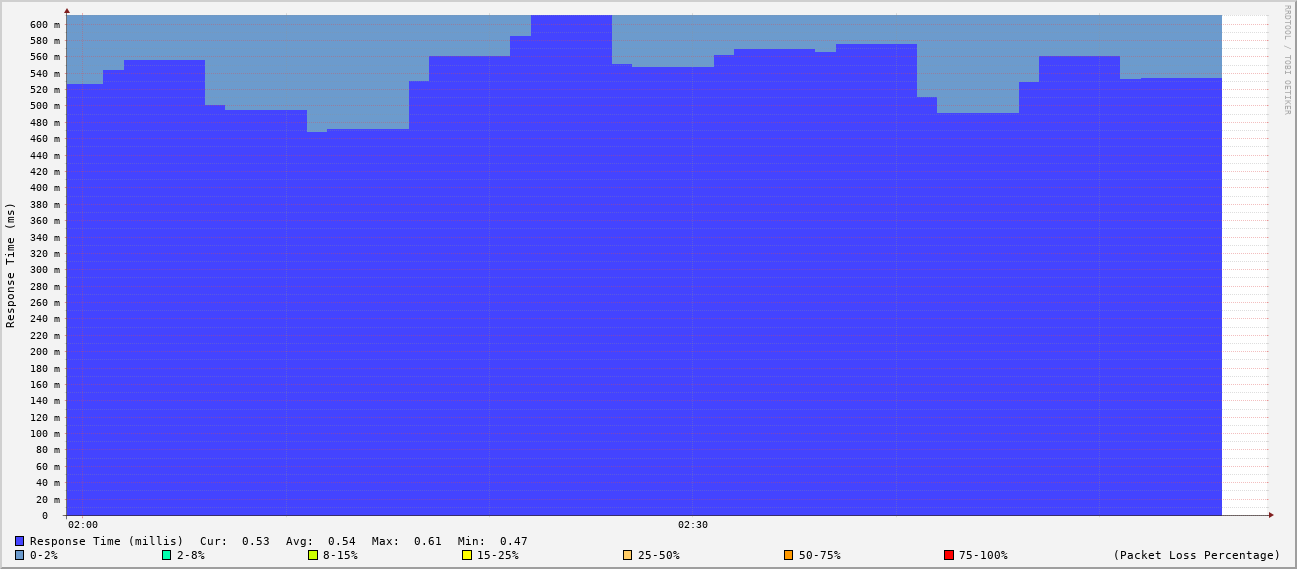 RRDTOOL / TOBI OETIKER
Response Time (ms)
600 m
580 m
560 m
540 m
520 m
500 m
480 m
460 m
440 m
420 m
400 m
380 m
360 m
340 m
320 m
300 m
280 m
260 m
240 m
220 m
200 m
180 m
160 m
140 m
120 m
100 m
80 m
60 m
40 m
20 m
0
02:00 02:30
Response Time (millis) Cur: 0.53 Avg: 0.54 Max: 0.61 Min: 0.47
0-2% 2-8% 8-15% 15-25% 25-50% 50-75% 75-100% (Packet Loss Percentage)